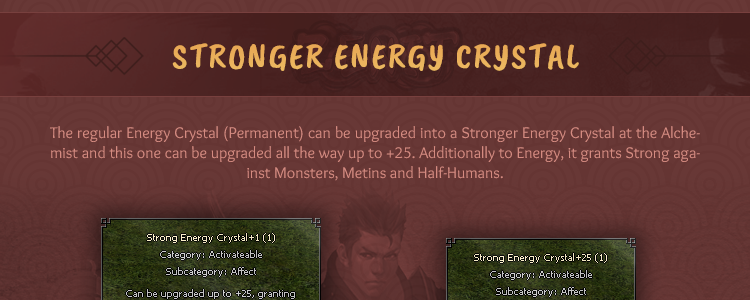 STRONGER ENERGY CRYSTAL
The regular Energy Crystal (Permanent) can be upgraded into a Stronger Energy Crystal at the Alche-
mist and this one can be upgraded all the way up to +25. Additionally to Energy, it grants Strong aga-
inst Monsters, Metins and Half-Humans.
Strong Energy Crystal+1 (1)
Category: Activateable
Subcategory: Affect
Can be upgraded up to +25, granting
Strong Energy Crystal+25 (1)
Category: Activateable
Subcategory: Affect